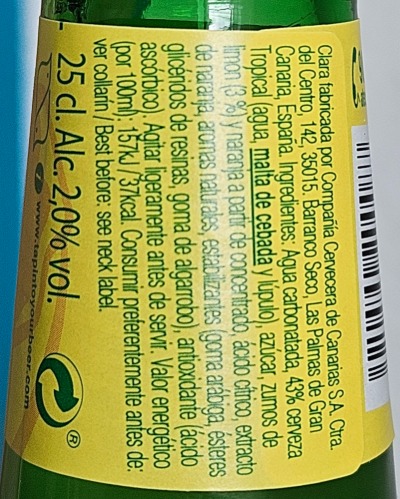 Clara fabricada por Compañía Cervecera de Canarias S.A. Ctra.
del Centro, 142, 35015. Barranco Seco, Las Palmas de Gran
Canaria, España. Ingredientes: Agua carbonatada, 43% cerveza
Tropical (agua, malta de cebada y lúpulo), azúcar, zumos de
limón (3 %) y naranja a partir de concentrado, ácido cítrico, extracto
de naranja, aromas naturales, estabilizantes (goma arábiga, ésteres
glicéridos de resinas, goma de algarrobo), antioxidante (ácido
ascórbico). Agitar ligeramente antes de servir. Valor energético
(por 100ml): 157kJ / 37kcal. Consumir preferentemente antes de:
ver collarín / Best before: see neck label.
25 cl. Alc. 2,0% vol.
®
www.tapintoyourbeer.com